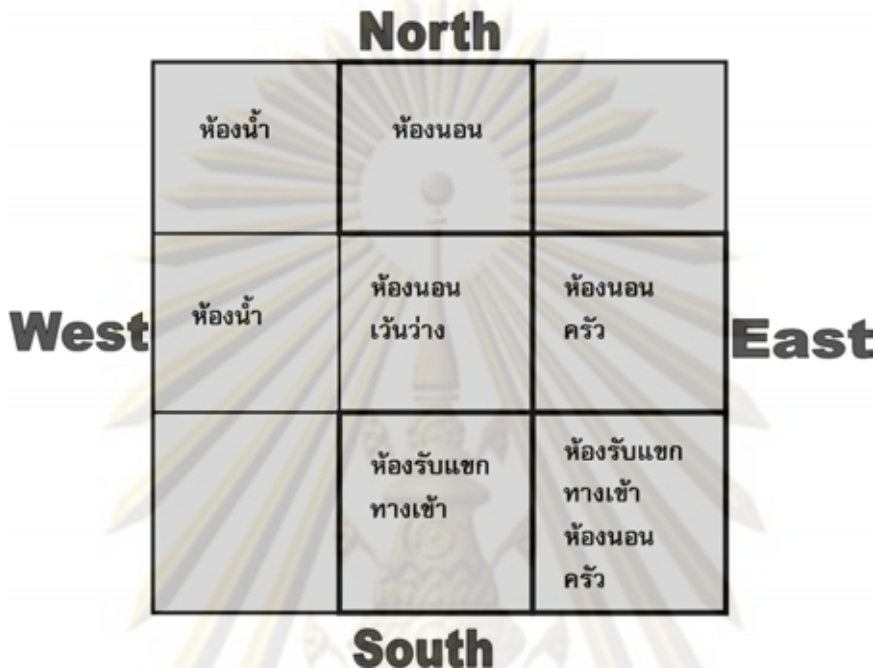 North
ห้องน้ำ
ห้องนอน
West
ห้องน้ำ
ห้องนอน
เว้นว่าง
ห้องนอน
ครัว
East
ห้องรับแขก
ทางเข้า
ห้องรับแขก
ทางเข้า
ห้องนอน
ครัว
South